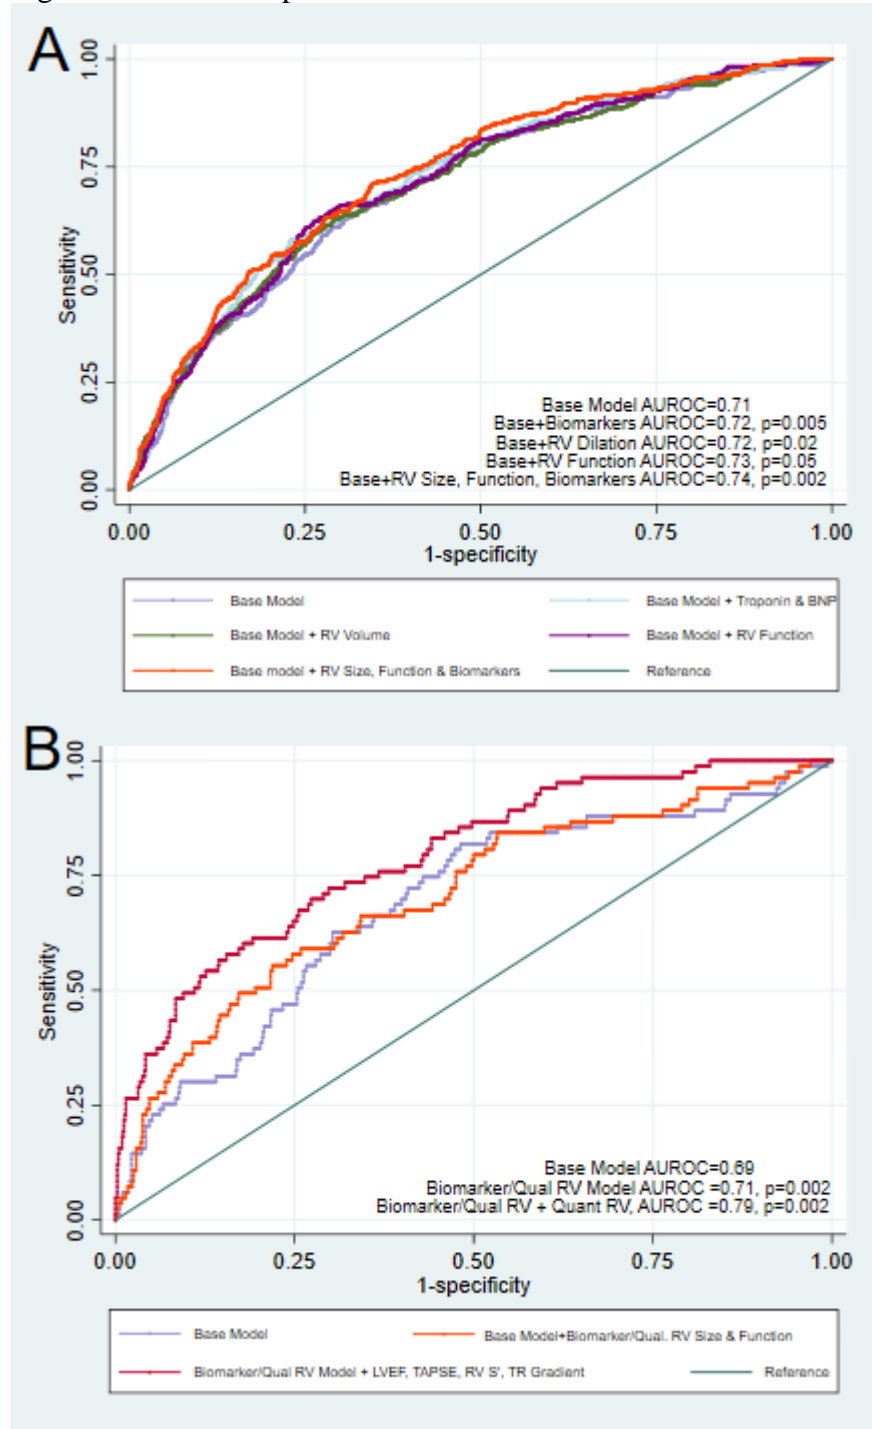 A
1.00
0.75
0.50
0.25
0.00
Sensitivity
Base Model AUROC=0.71
Base+Biomarkers AUROC=0.72, p=0.005
Base+RV Dilation AUROC=0.72, p=0.02
Base+RV Function AUROC=0.73, p=0.05
Base+RV Size, Function, Biomarkers AUROC=0.74, p=0.002
0.00 0.25 0.50 0.75 1.00
1-specificity
Base Model Base Model + Troponin & BNP
Base Model + RV Volume Base Model + RV Function
Base model + RV Size, Function & Biomarkers Reference
B
1.00
0.75
0.50
0.25
0.00
Sensitivity
Base Model AUROC=0.69
Biomarker/Qual RV Model AUROC =0.71, p=0.002
Biomarker/Qual RV + Quant RV, AUROC =0.79, p=0.002
0.00 0.25 0.50 0.75 1.00
1-specificity
Base Model Base Model+Biomarker/Qual. RV Size & Function
Biomarker/Qual RV Model + LVEF, TAPSE, RV S', TR Gradient Reference